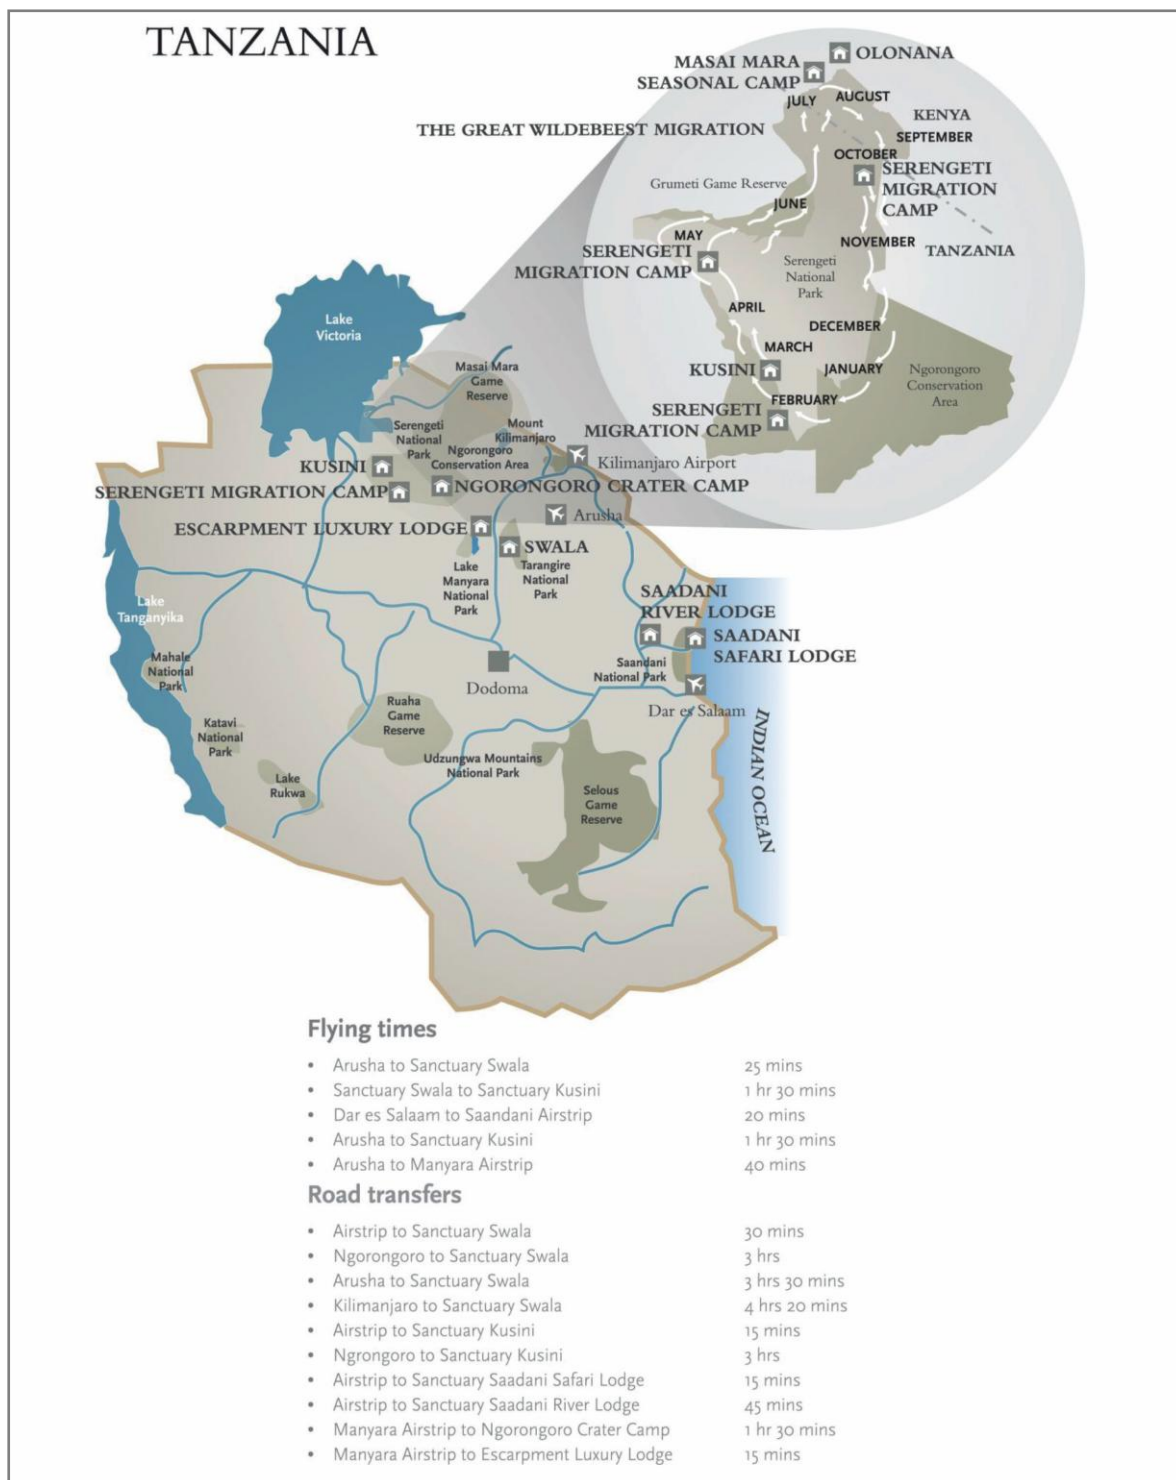 TANZANIA
OLONANA
MASAI MARA
SEASONAL CAMP
JULY
AUGUST
KENYA
THE GREAT WILDEBEEST MIGRATION
SEPTEMBER
OCTOBER
SERENGETI
MIGRATION
CAMP
Grumeti Game Reserve
JUNE
MAY
NOVEMBER
TANZANIA
SERENGETI
MIGRATION CAMP
Serengeti
National
Park
APRIL
DECEMBER
MARCH
KUSINI
JANUARY
Ngorongoro
Conservation
Area
FEBRUARY
SERENGETI
MIGRATION CAMP
Lake
Victoria
Masai Mara
Game
Reserve
Serengeti
National
Park
Mount
Kilimanjaro
Ngorongoro
Conservation Area
Kilimanjaro Airport
KUSINI
SERENGETI MIGRATION CAMP
NGORONGORO CRATER CAMP
ESCARPMENT LUXURY LODGE
Arusha
SWALA
Lake
Manyara
National
Park
Tarangire
National
Park
SAADANI
RIVER LODGE
SAADANI
SAFARI LODGE
Lake
Tanganyika
Mahale
National
Park
Saandani
National Park
Dodoma
Dar es Salaam
INDIAN OCEAN
Katavi
National
Park
Ruaha
Game
Reserve
Udzungwa Mountains
National Park
Lake
Rukwa
Selous
Game
Reserve
Flying times
• Arusha to Sanctuary Swala 25 mins
• Sanctuary Swala to Sanctuary Kusini 1 hr 30 mins
• Dar es Salaam to Saandani Airstrip 20 mins
• Arusha to Sanctuary Kusini 1 hr 30 mins
• Arusha to Manyara Airstrip 40 mins
Road transfers
• Airstrip to Sanctuary Swala 30 mins
• Ngorongoro to Sanctuary Swala 3 hrs
• Arusha to Sanctuary Swala 3 hrs 30 mins
• Kilimanjaro to Sanctuary Swala 4 hrs 20 mins
• Airstrip to Sanctuary Kusini 15 mins
• Ngrongoro to Sanctuary Kusini 3 hrs
• Airstrip to Sanctuary Saadani Safari Lodge 15 mins
• Airstrip to Sanctuary Saadani River Lodge 45 mins
• Manyara Airstrip to Ngorongoro Crater Camp 1 hr 30 mins
• Manyara Airstrip to Escarpment Luxury Lodge 15 mins